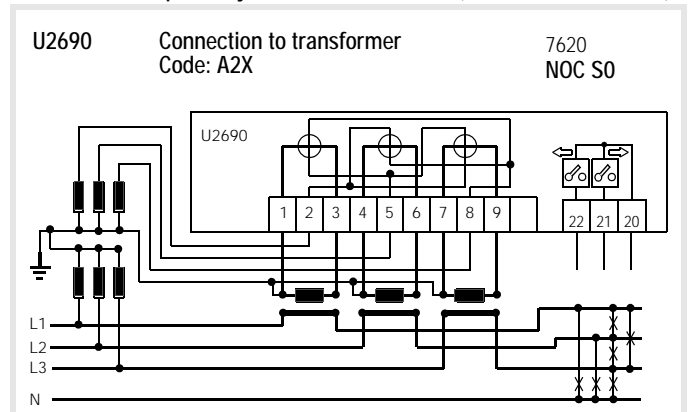 U2690 Connection to transformer 7620
Code: A2X NOC S0
U2690
1 2 3 4 5 6 7 8 9
22 21 20
L1
L2
L3
N